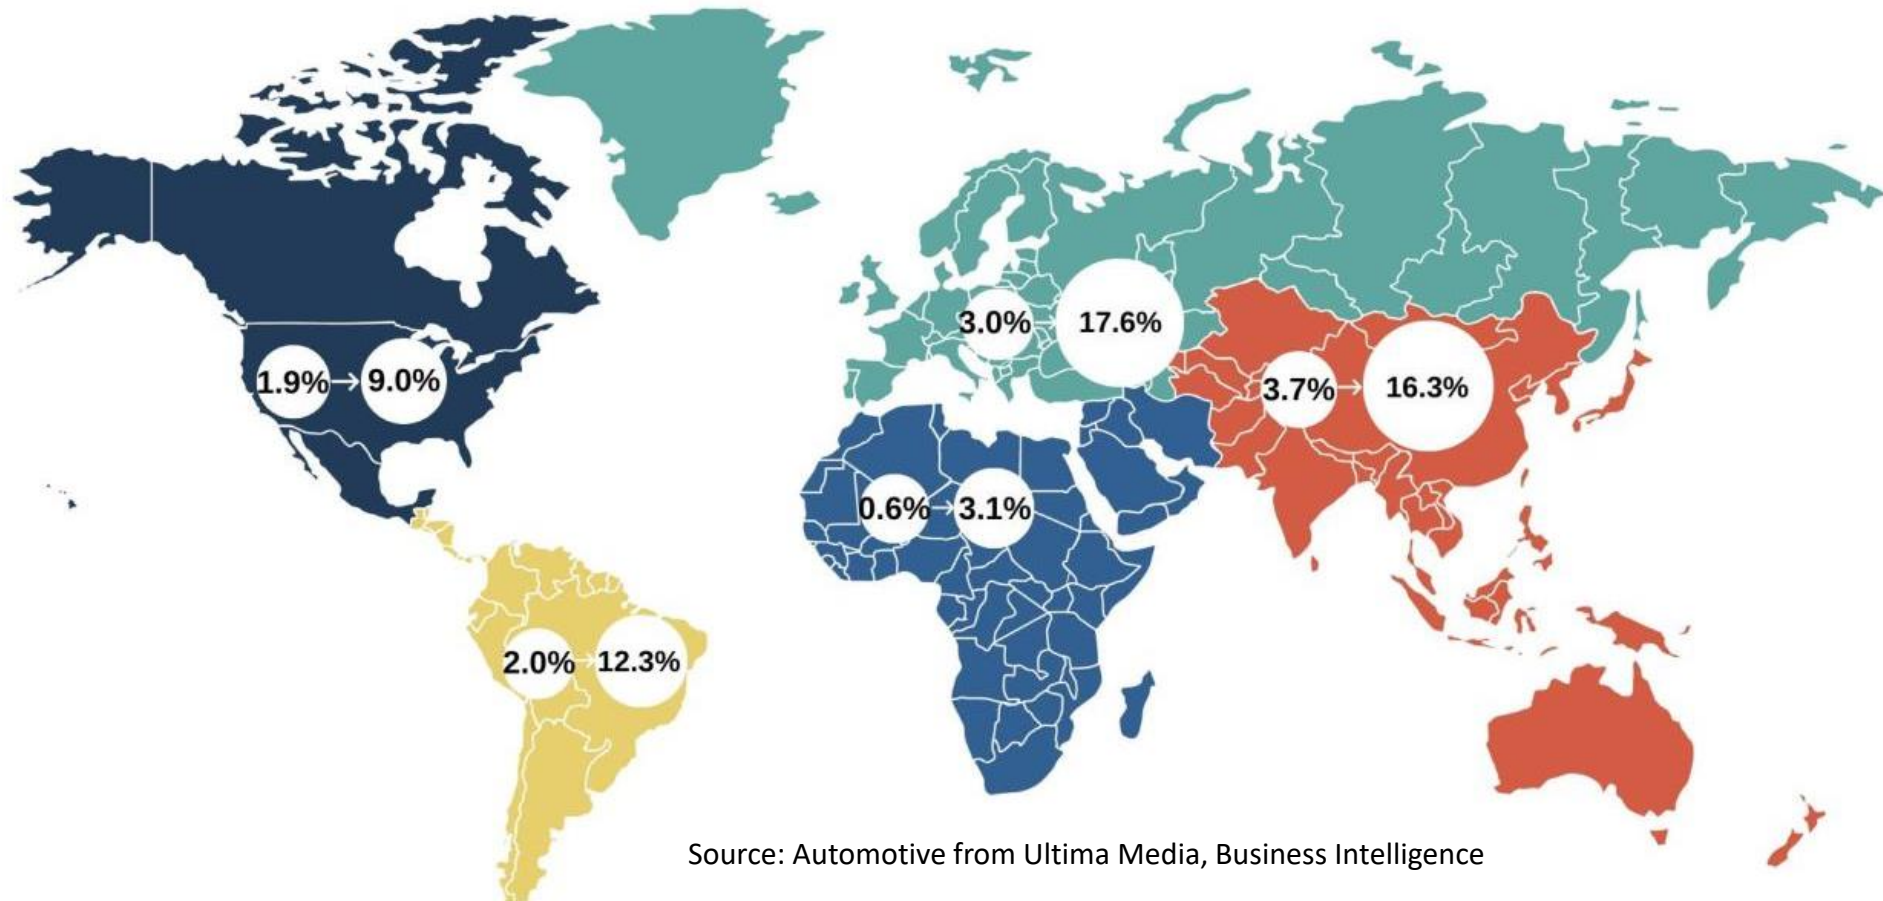 3.0% → 17.6%
1.9% → 9.0%
3.7% → 16.3%
0.6% → 3.1%
2.0% → 12.3%
Source: Automotive from Ultima Media, Business Intelligence